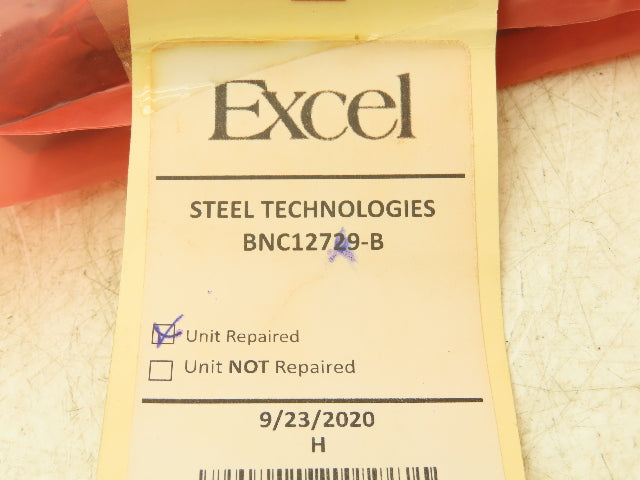 Excel
STEEL TECHNOLOGIES
BNC12729-B
Unit Repaired
Unit NOT Repaired
9/23/2020
H